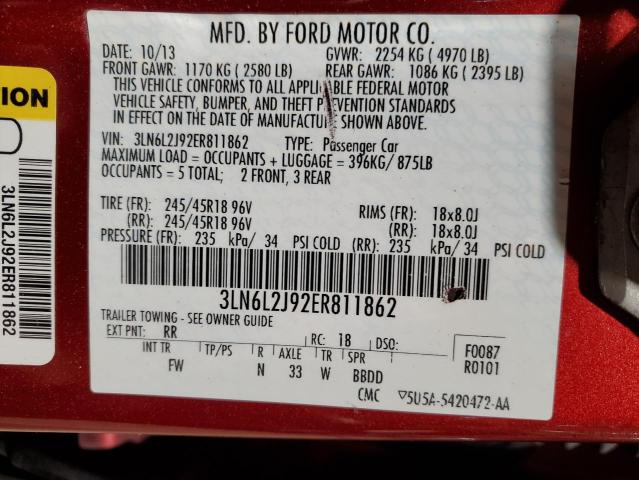 MFD. BY FORD MOTOR CO.
DATE: 10/13 GVWR: 2254 KG ( 4970 LB)
FRONT GAWR: 1170 KG ( 2580 LB) REAR GAWR: 1086 KG ( 2395 LB)
THIS VEHICLE CONFORMS TO ALL APPLICABLE FEDERAL MOTOR
VEHICLE SAFETY, BUMPER, AND THEFT PREVENTION STANDARDS
IN EFFECT ON THE DATE OF MANUFACTURE SHOWN ABOVE.
VIN: 3LN6L2J92ER811862 TYPE: Passenger Car
MAXIMUM LOAD = OCCUPANTS + LUGGAGE = 396KG/ 875LB
OCCUPANTS = 5 TOTAL; 2 FRONT, 3 REAR
TIRE (FR): 245/45R18 96V RIMS (FR): 18x8.0J
(RR): 245/45R18 96V (RR): 18x8.0J
PRESSURE (FR): 235 kPa/ 34 PSI COLD (RR): 235 kPa/ 34 PSI COLD
3LN6L2J92ER811862
TRAILER TOWING - SEE OWNER GUIDE
EXT PNT: RR RC: 18 DSO: F0087
INT TR TP/PS R AXLE TR SPR R0101
FW N 33 W BBDD
CMC ▽5U5A-5420472-AA
TION
3LN6L2J92ER811862